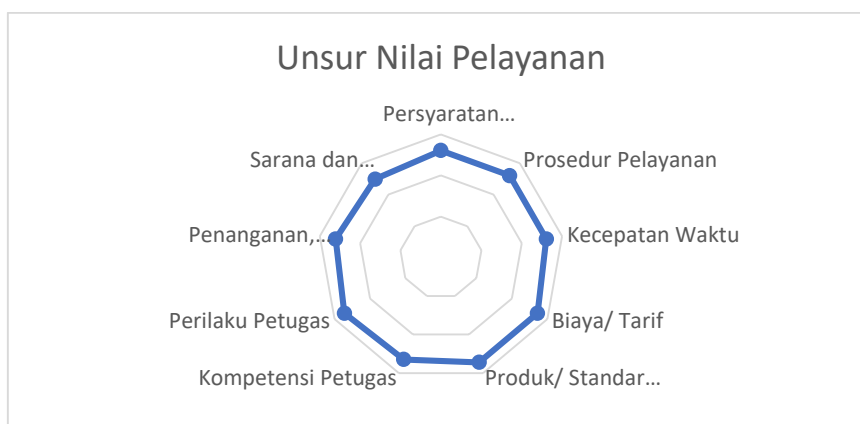 Unsur Nilai Pelayanan
Persyaratan...
Prosedur Pelayanan
Kecepatan Waktu
Biaya/ Tarif
Produk/ Standar...
Kompetensi Petugas
Perilaku Petugas
Penanganan,...
Sarana dan...